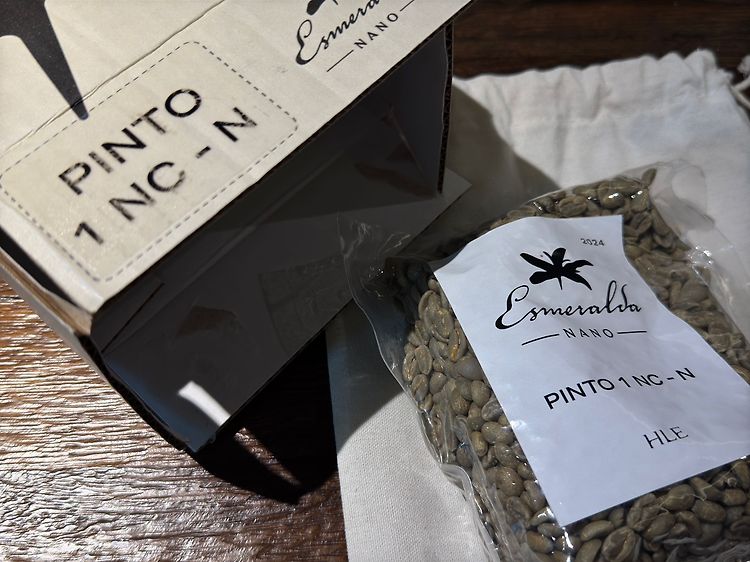 Esmeralda
NANO
PINTO
1 NC - N
2024
Esmeralda
NANO
PINTO 1 NC - N
HLE